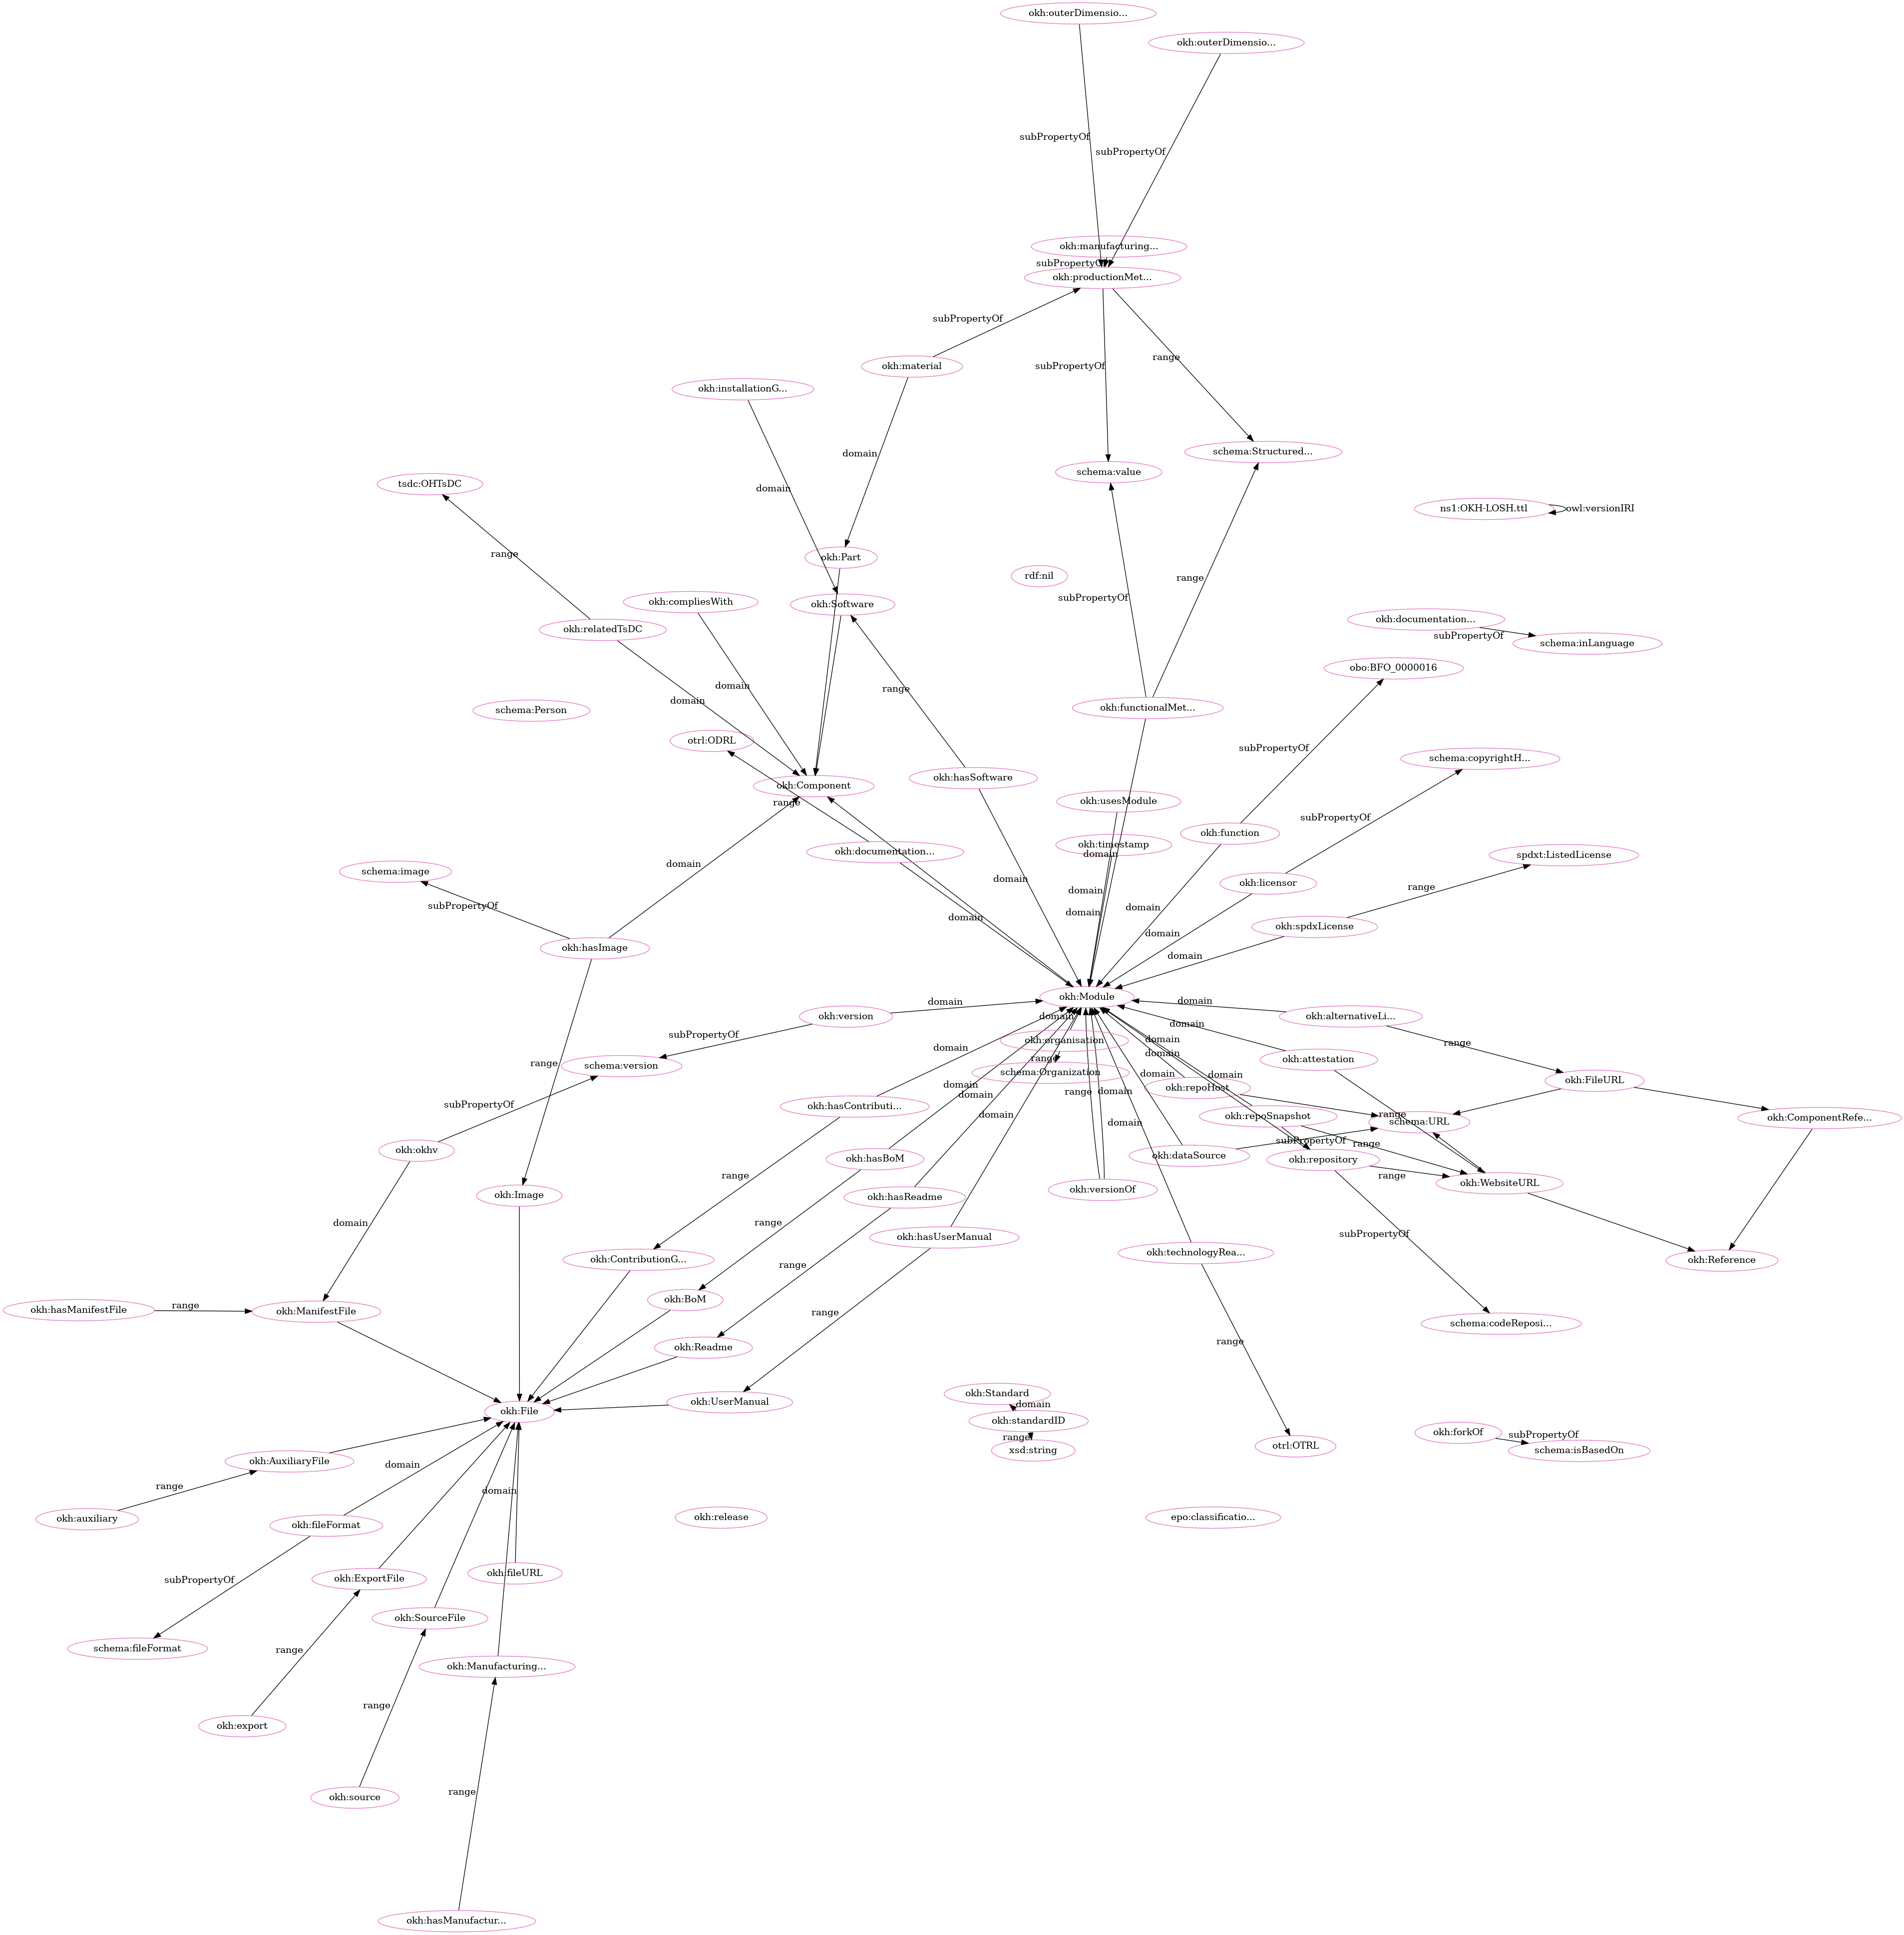 okh:outerDimensio...
okh:outerDimensio...
subPropertyOf
subPropertyOf
okh:manufacturing...
subPropertyOf
okh:productionMet...
subPropertyOf
okh:material
subPropertyOf
range
okh:installationG...
domain
schema:Structured...
schema:value
tsdc:OHTsDC
domain
ns1:OKH-LOSH.ttl
owl:versionIRI
range
okh:Part
rdf:nil
range
subPropertyOf
okh:compliesWith
okh:Software
okh:documentation...
okh:relatedTsDC
subPropertyOf
schema:inLanguage
obo:BFO_0000016
domain
range
domain
schema:Person
okh:functionalMet...
otrl:ODRL
subPropertyOf
schema:copyrightH...
okh:hasSoftware
okh:Component
range
okh:usesModule
subPropertyOf
okh:function
okh:timestamp
okh:documentation...
domain
spdxt:ListedLicense
domain
schema:image
domain
okh:licensor
range
domain
subPropertyOf
domain
domain
domain
okh:spdxLicense
domain
okh:hasImage
domain
okh:Module
domain
domain
okh:version
domain
okh:alternativeLi...
domain
subPropertyOf
okh:organisation
domain
range
domain
range
domain
okh:attestation
range
schema:version
schema:Organization
domain
domain
okh:FileURL
okh:repoHost
subPropertyOf
domain
domain
range
domain
okh:hasContributi...
okh:repoSnapshot
range
okh:ComponentRefe...
domain
domain
schema:URL
subPropertyOf
range
okh:okhv
okh:hasBoM
okh:dataSource
okh:repository
range
range
okh:WebsiteURL
okh:Image
okh:hasReadme
okh:versionOf
domain
range
okh:hasUserManual
subPropertyOf
okh:ContributionG...
range
okh:technologyRea...
okh:Reference
okh:BoM
okh:hasManifestFile
range
okh:ManifestFile
range
schema:codeReposi...
okh:Readme
range
okh:Standard
okh:UserManual
domain
okh:File
okh:standardID
okh:forkOf
subPropertyOf
range
xsd:string
otrl:OTRL
schema:isBasedOn
okh:AuxiliaryFile
domain
range
domain
okh:auxiliary
okh:fileFormat
okh:release
epo:classificatio...
okh:fileURL
subPropertyOf
okh:ExportFile
okh:SourceFile
schema:fileFormat
range
okh:Manufacturing...
range
okh:export
range
okh:source
okh:hasManufactur...